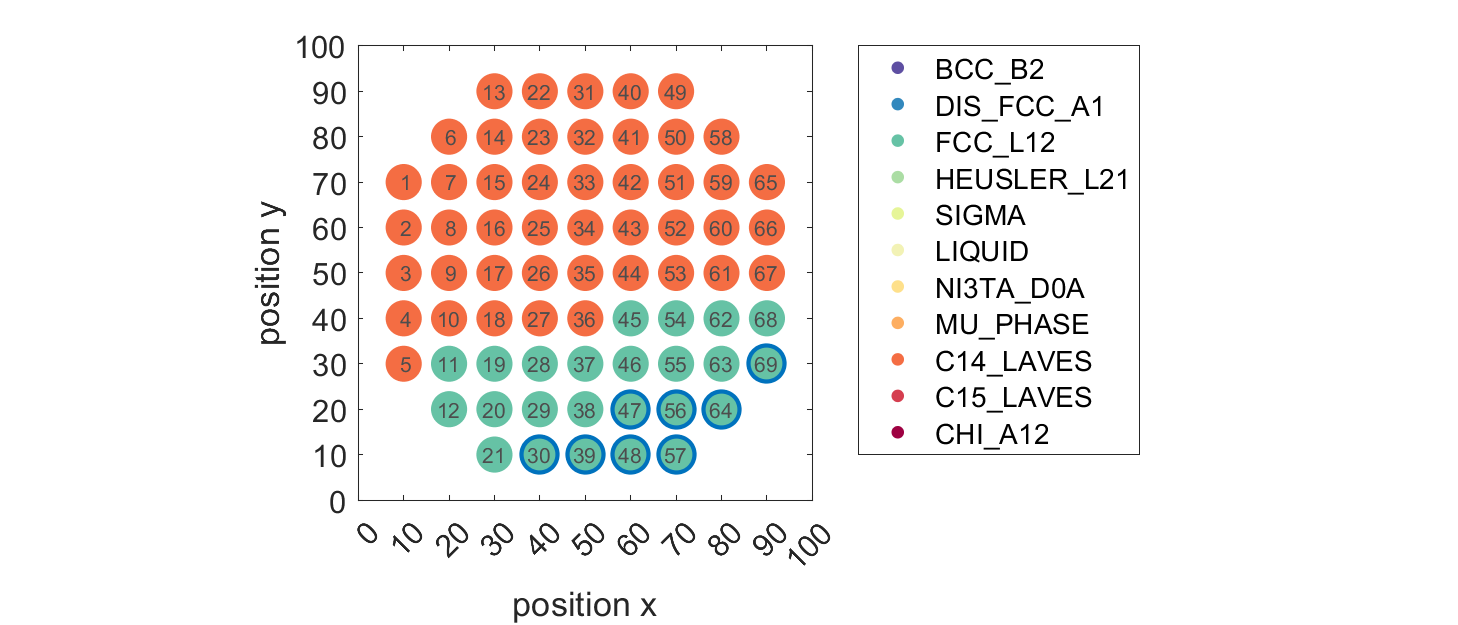 100
90 13 22 31 40 49
80 6 14 23 32 41 50 58
70 1 7 15 24 33 42 51 59 65
60 2 8 16 25 34 43 52 60 66
50 3 9 17 26 35 44 53 61 67
40 4 10 18 27 36 45 54 62 68
30 5 11 19 28 37 46 55 63 69
20 12 20 29 38 47 56 64
10 21 30 39 48 57
0
0 10 20 30 40 50 60 70 80 90 100
position x
position y
BCC_B2
DIS_FCC_A1
FCC_L12
HEUSLER_L21
SIGMA
LIQUID
NI3TA_D0A
MU_PHASE
C14_LAVES
C15_LAVES
CHI_A12